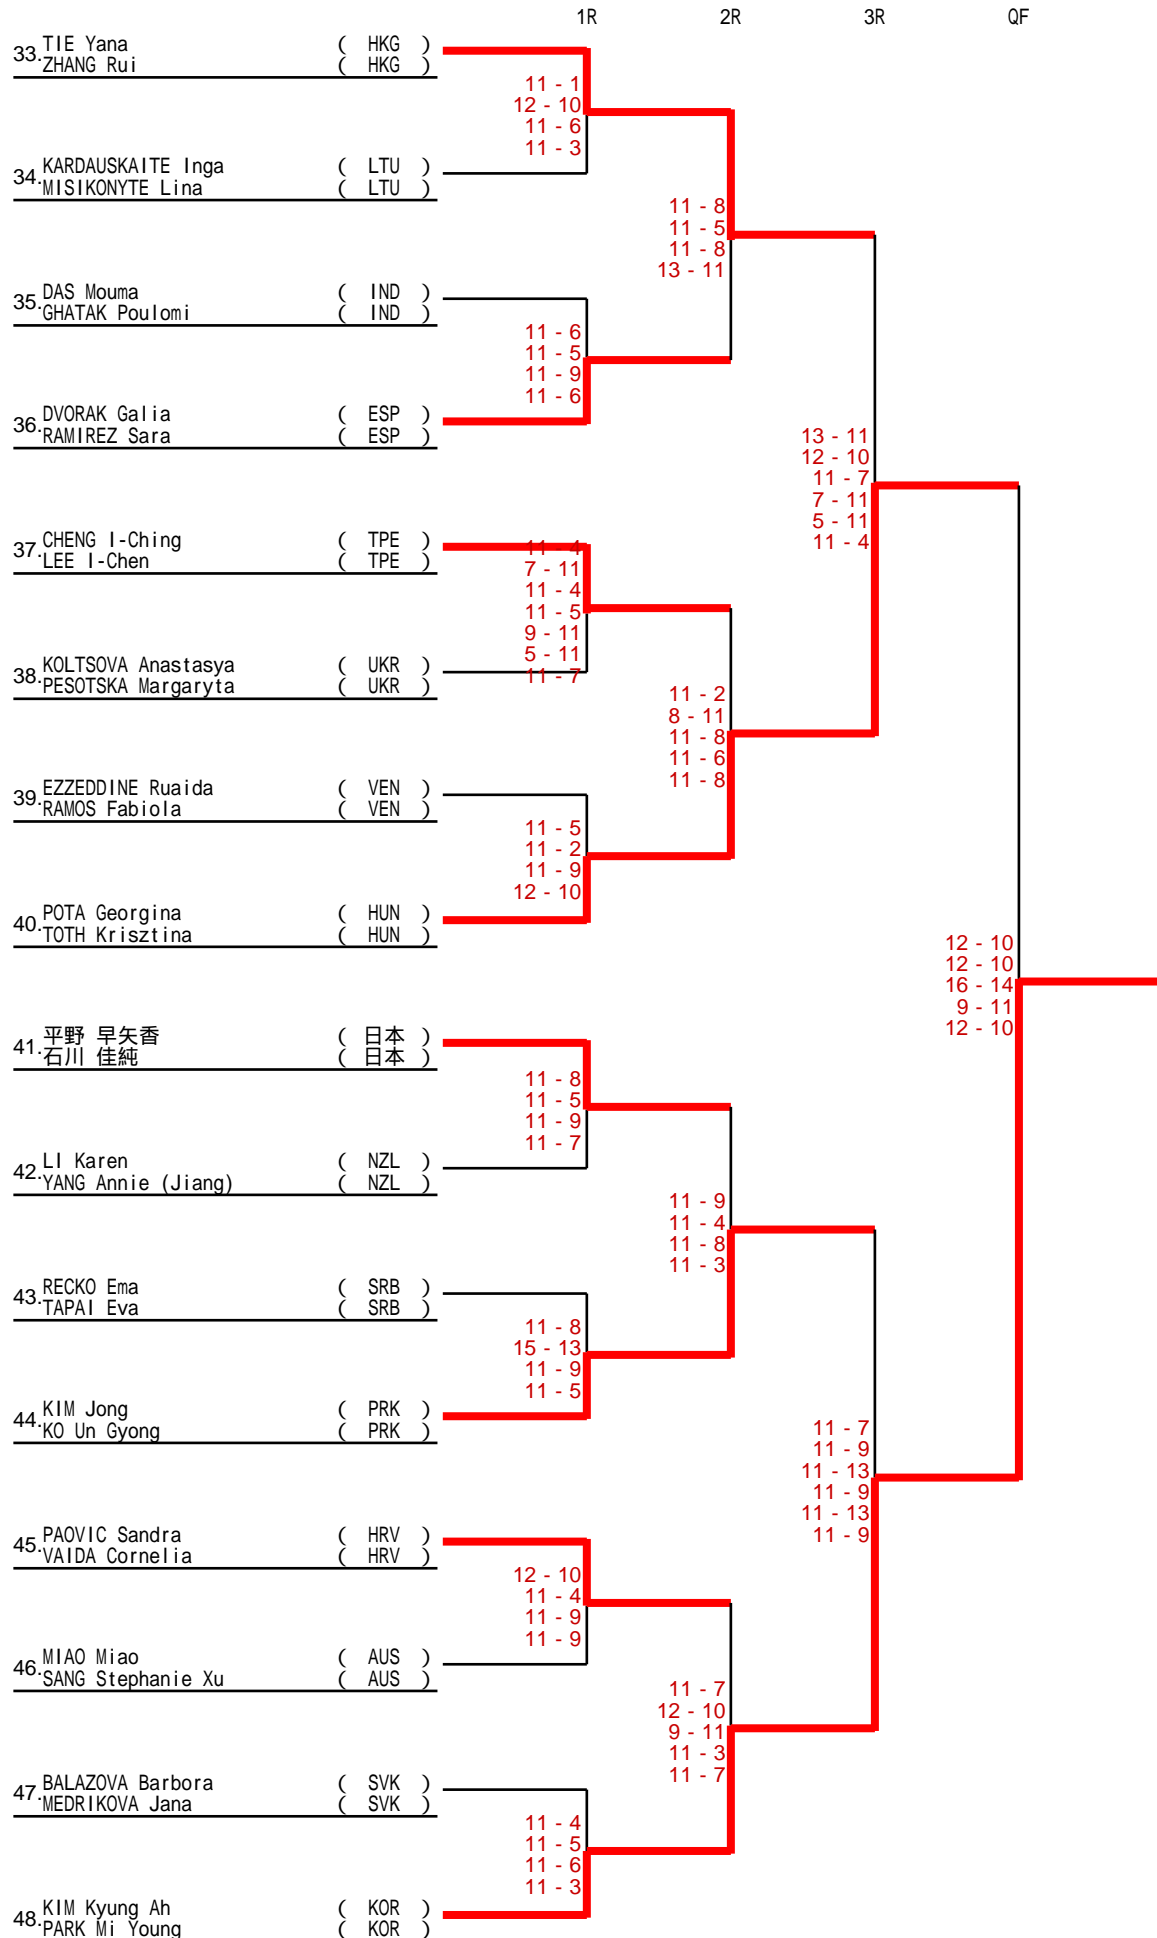 1R 2R 3R QF
33. TIE Yana ( HKG )
ZHANG Rui ( HKG )
11 - 1
12 - 10
11 - 6
11 - 3
34. KARDAUSKAITE Inga ( LTU )
MISIKONYTE Lina ( LTU )
11 - 8
11 - 5
11 - 8
13 - 11
35. DAS Mouma ( IND )
GHATAK Poulomi ( IND )
11 - 6
11 - 5
11 - 9
11 - 6
36. DVORAK Galia ( ESP )
RAMIREZ Sara ( ESP )
13 - 11
12 - 10
11 - 7
7 - 11
5 - 11
11 - 4
37. CHENG I-Ching ( TPE )
LEE I-Chen ( TPE )
11 - 4
7 - 11
11 - 4
11 - 5
9 - 11
5 - 11
11 - 7
38. KOLTSOVA Anastasya ( UKR )
PESOTSKA Margaryta ( UKR )
11 - 2
8 - 11
11 - 8
11 - 6
11 - 8
39. EZZEDDINE Ruaida ( VEN )
RAMOS Fabiola ( VEN )
11 - 5
11 - 2
11 - 9
12 - 10
40. POTA Georgina ( HUN )
TOTH Krisztina ( HUN )
12 - 10
12 - 10
16 - 14
9 - 11
12 - 10
41. 平野 早矢香 ( 日本 )
石川 佳純 ( 日本 )
11 - 8
11 - 5
11 - 9
11 - 7
42. LI Karen ( NZL )
YANG Annie (Jiang) ( NZL )
11 - 9
11 - 4
11 - 8
11 - 3
43. RECKO Ema ( SRB )
TAPAI Eva ( SRB )
11 - 8
15 - 13
11 - 9
11 - 5
44. KIM Jong ( PRK )
KO Un Gyong ( PRK )
11 - 7
11 - 9
11 - 13
11 - 9
11 - 13
11 - 9
45. PAOVIC Sandra ( HRV )
VAIDA Cornelia ( HRV )
12 - 10
11 - 4
11 - 9
11 - 9
46. MIAO Miao ( AUS )
SANG Stephanie Xu ( AUS )
11 - 7
12 - 10
9 - 11
11 - 3
11 - 7
47. BALAZOVA Barbora ( SVK )
MEDRIKOVA Jana ( SVK )
11 - 4
11 - 5
11 - 6
11 - 3
48. KIM Kyung Ah ( KOR )
PARK Mi Young ( KOR )